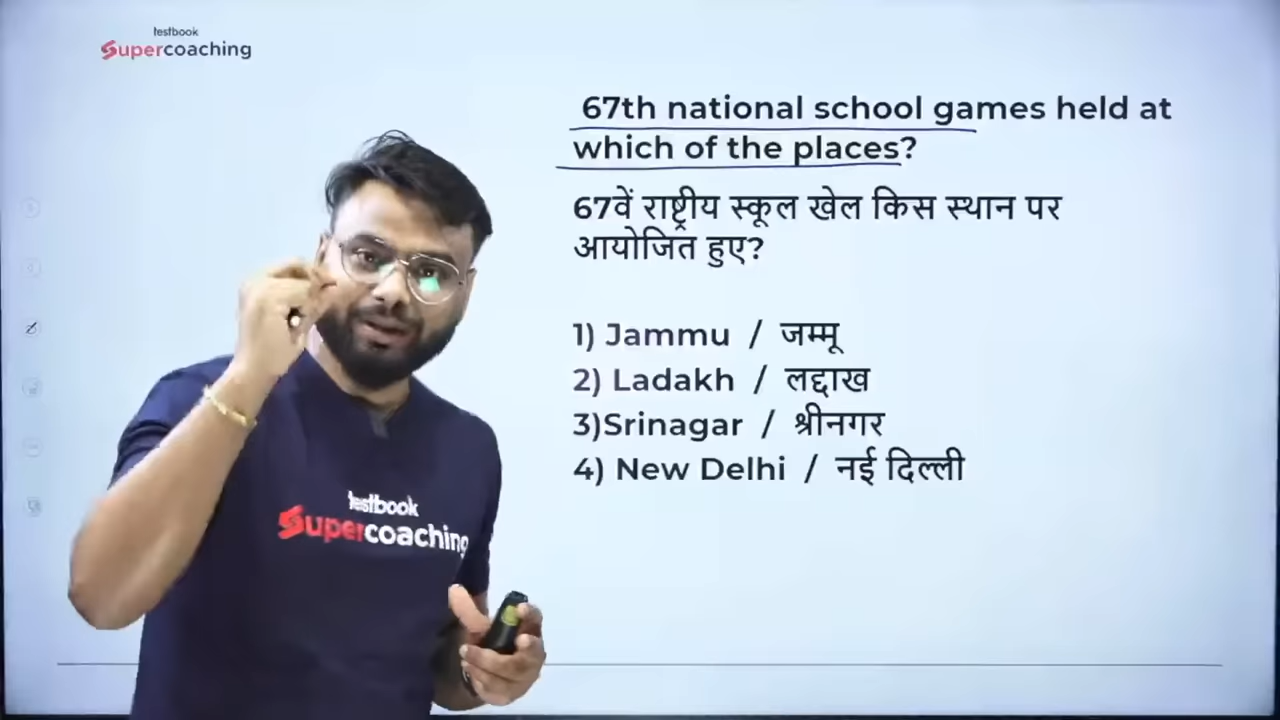 testbook
Supercoaching
67th national school games held at
which of the places?
67वें राष्ट्रीय स्कूल खेल किस स्थान पर
आयोजित हुए?
1) Jammu / जम्मू
2) Ladakh / लद्दाख
3)Srinagar / श्रीनगर
4) New Delhi / नई दिल्ली
testbook
Supercoaching